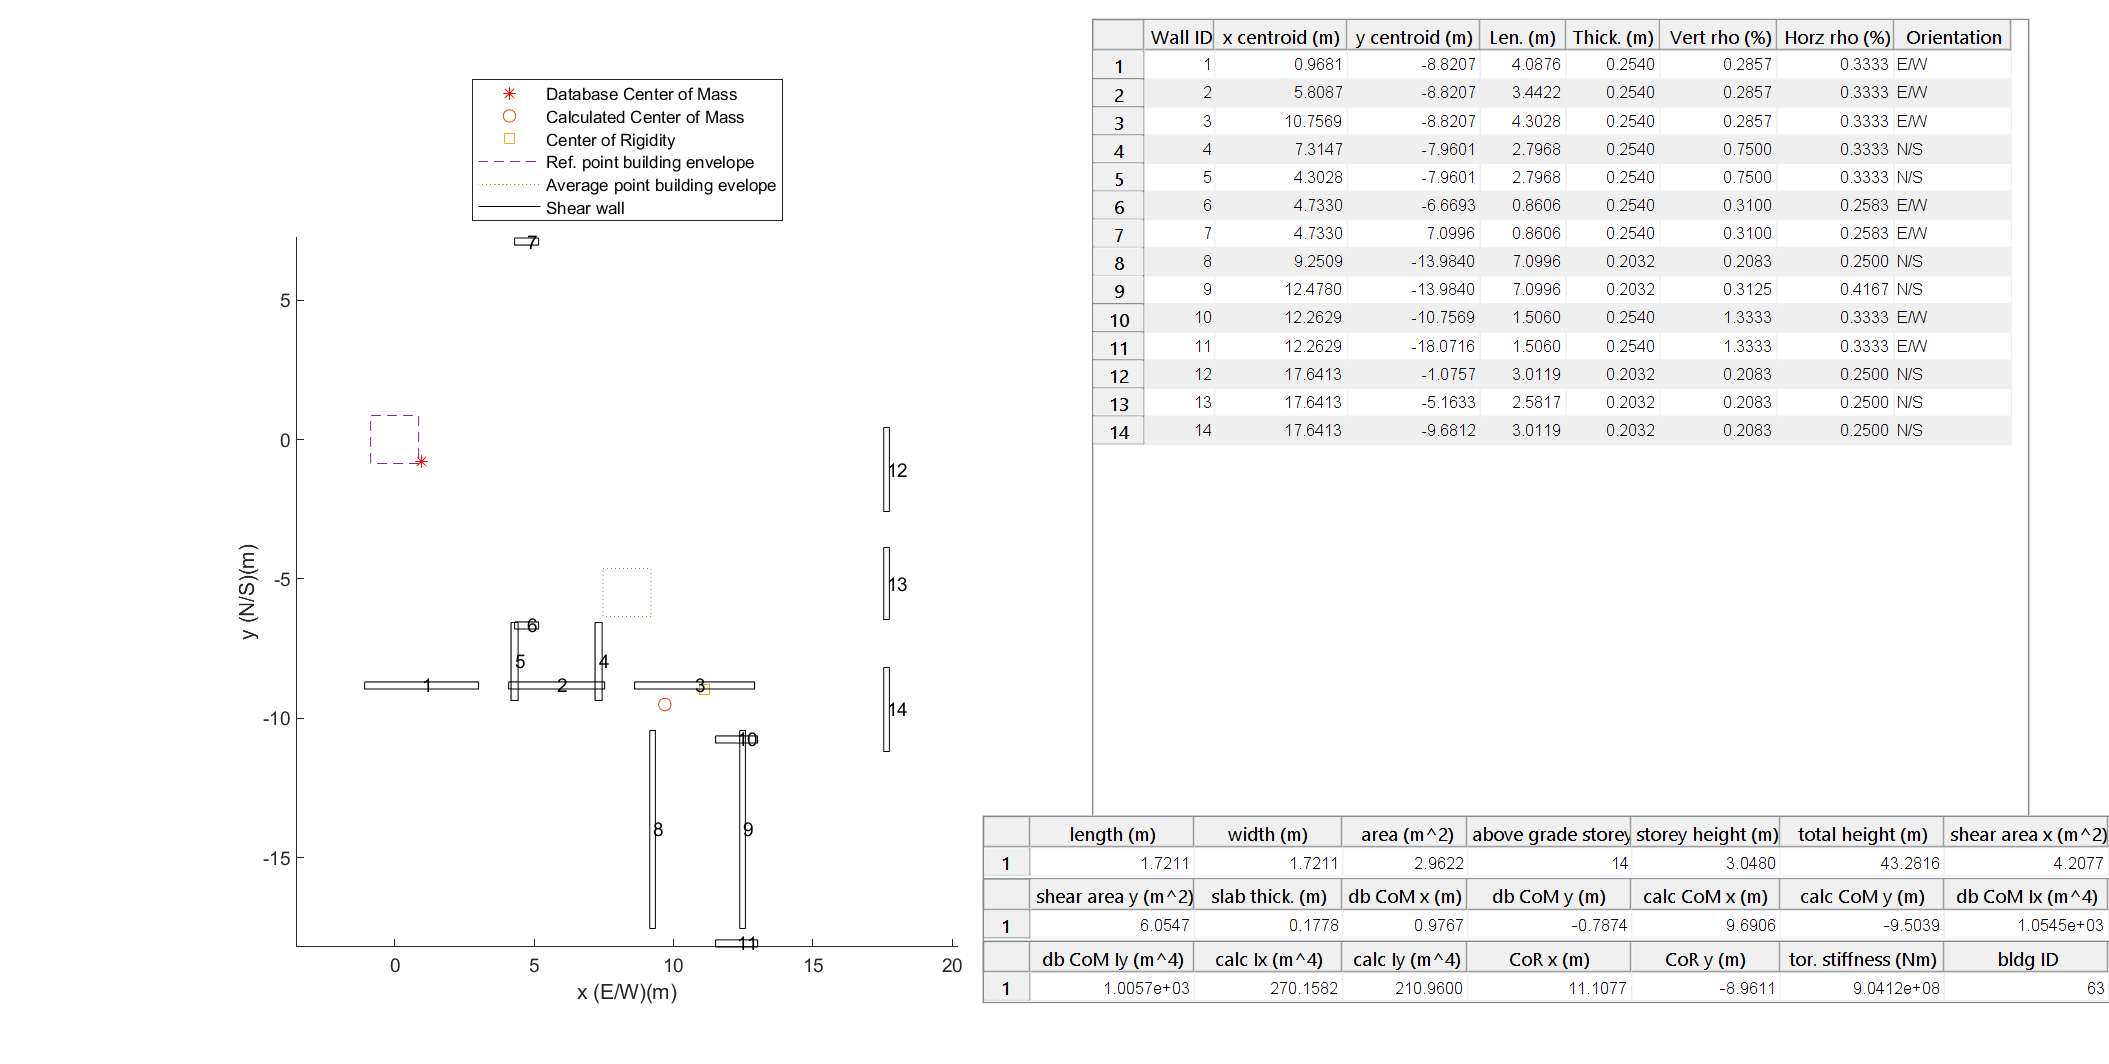 Database Center of Mass
Calculated Center of Mass
Center of Rigidity
Ref. point building envelope
Average point building evelope
Shear wall
5
0
-5
-10
-15
0
5
10
15
20
y (N/S)(m)
x (E/W)(m)
7
12
13
6
5
4
1
2
3
14
10
8
9
11
Wall ID x centroid (m) y centroid (m) Len. (m) Thick. (m) Vert rho (%) Horz rho (%) Orientation
1 1 0.9681 -8.8207 4.0876 0.2540 0.2857 0.3333 E/W
2 2 5.8087 -8.8207 3.4422 0.2540 0.2857 0.3333 E/W
3 3 10.7569 -8.8207 4.3028 0.2540 0.2857 0.3333 E/W
4 4 7.3147 -7.9601 2.7968 0.2540 0.7500 0.3333 N/S
5 5 4.3028 -7.9601 2.7968 0.2540 0.7500 0.3333 N/S
6 6 4.7330 -6.6693 0.8606 0.2540 0.3100 0.2583 E/W
7 7 4.7330 7.0996 0.8606 0.2540 0.3100 0.2583 E/W
8 8 9.2509 -13.9840 7.0996 0.2032 0.2083 0.2500 N/S
9 9 12.4780 -13.9840 7.0996 0.2032 0.3125 0.4167 N/S
10 10 12.2629 -10.7569 1.5060 0.2540 1.3333 0.3333 E/W
11 11 12.2629 -18.0716 1.5060 0.2540 1.3333 0.3333 E/W
12 12 17.6413 -1.0757 3.0119 0.2032 0.2083 0.2500 N/S
13 13 17.6413 -5.1633 2.5817 0.2032 0.2083 0.2500 N/S
14 14 17.6413 -9.6812 3.0119 0.2032 0.2083 0.2500 N/S
length (m) width (m) area (m^2) above grade storey storey height (m) total height (m) shear area x (m^2)
1 1.7211 1.7211 2.9622 14 3.0480 43.2816 4.2077
shear area y (m^2) slab thick. (m) db CoM x (m) db CoM y (m) calc CoM x (m) calc CoM y (m) db CoM Ix (m^4)
1 6.0547 0.1778 0.9767 -0.7874 9.6906 -9.5039 1.0545e+03
db CoM Iy (m^4) calc Ix (m^4) calc Iy (m^4) CoR x (m) CoR y (m) tor. stiffness (Nm) bldg ID
1 1.0057e+03 270.1582 210.9600 11.1077 -8.9611 9.0412e+08 63